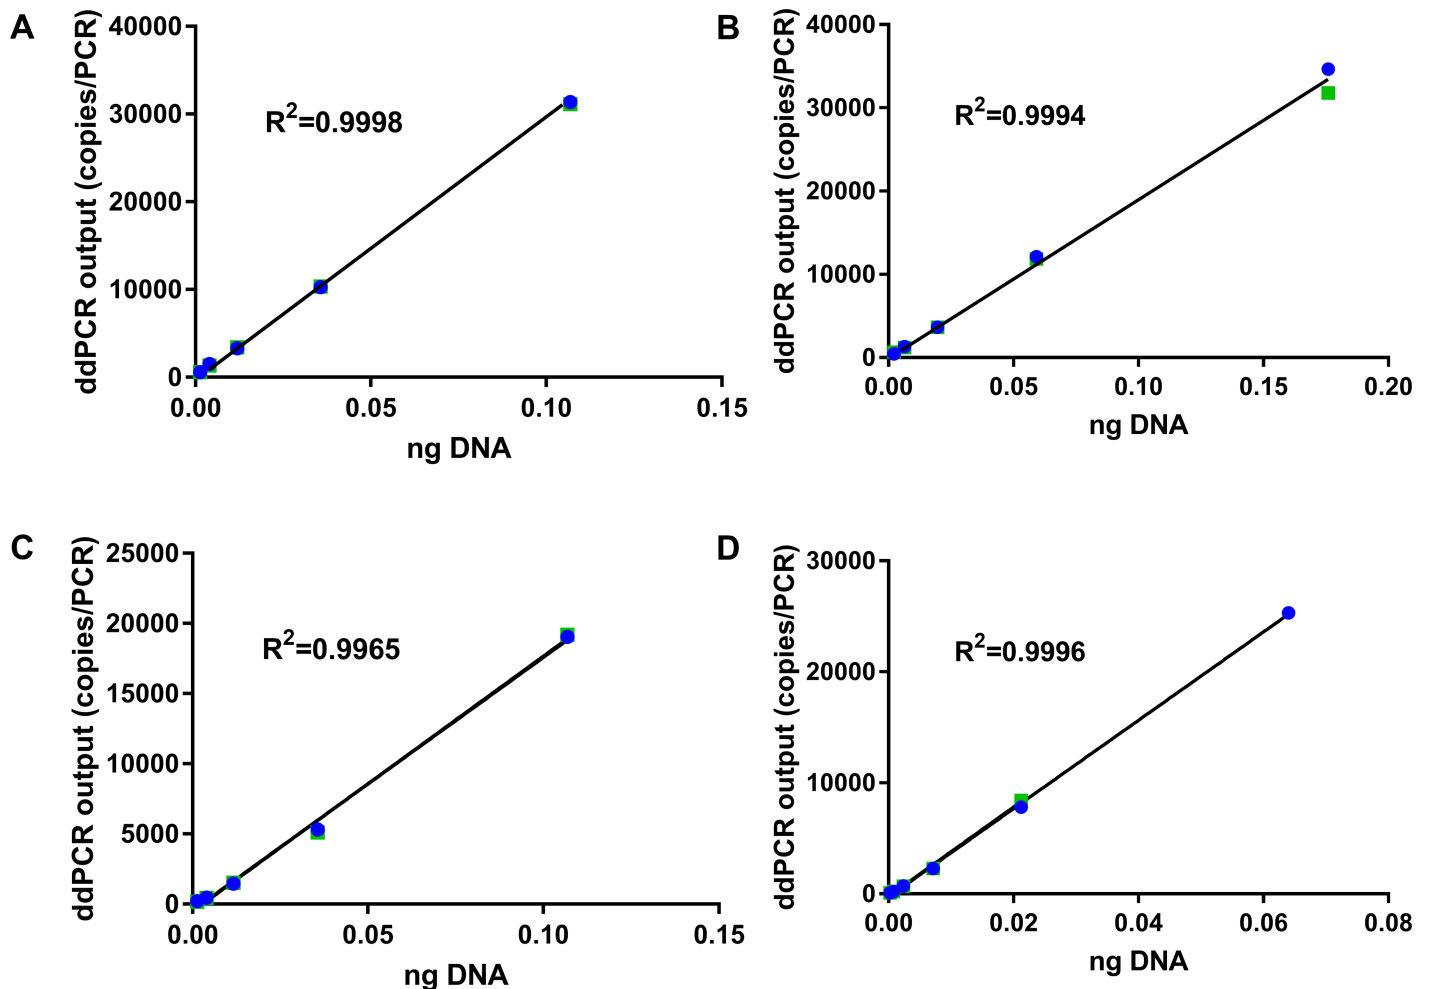 A
ddPCR output (copies/PCR)
40000
30000
20000
10000
0
R2=0.9998
0.00 0.05 0.10 0.15
ng DNA
B
ddPCR output (copies/PCR)
40000
30000
20000
10000
0
R2=0.9994
0.00 0.05 0.10 0.15 0.20
ng DNA
C
ddPCR output (copies/PCR)
25000
20000
15000
10000
5000
0
R2=0.9965
0.00 0.05 0.10 0.15
ng DNA
D
ddPCR output (copies/PCR)
30000
20000
10000
0
R2=0.9996
0.00 0.02 0.04 0.06 0.08
ng DNA